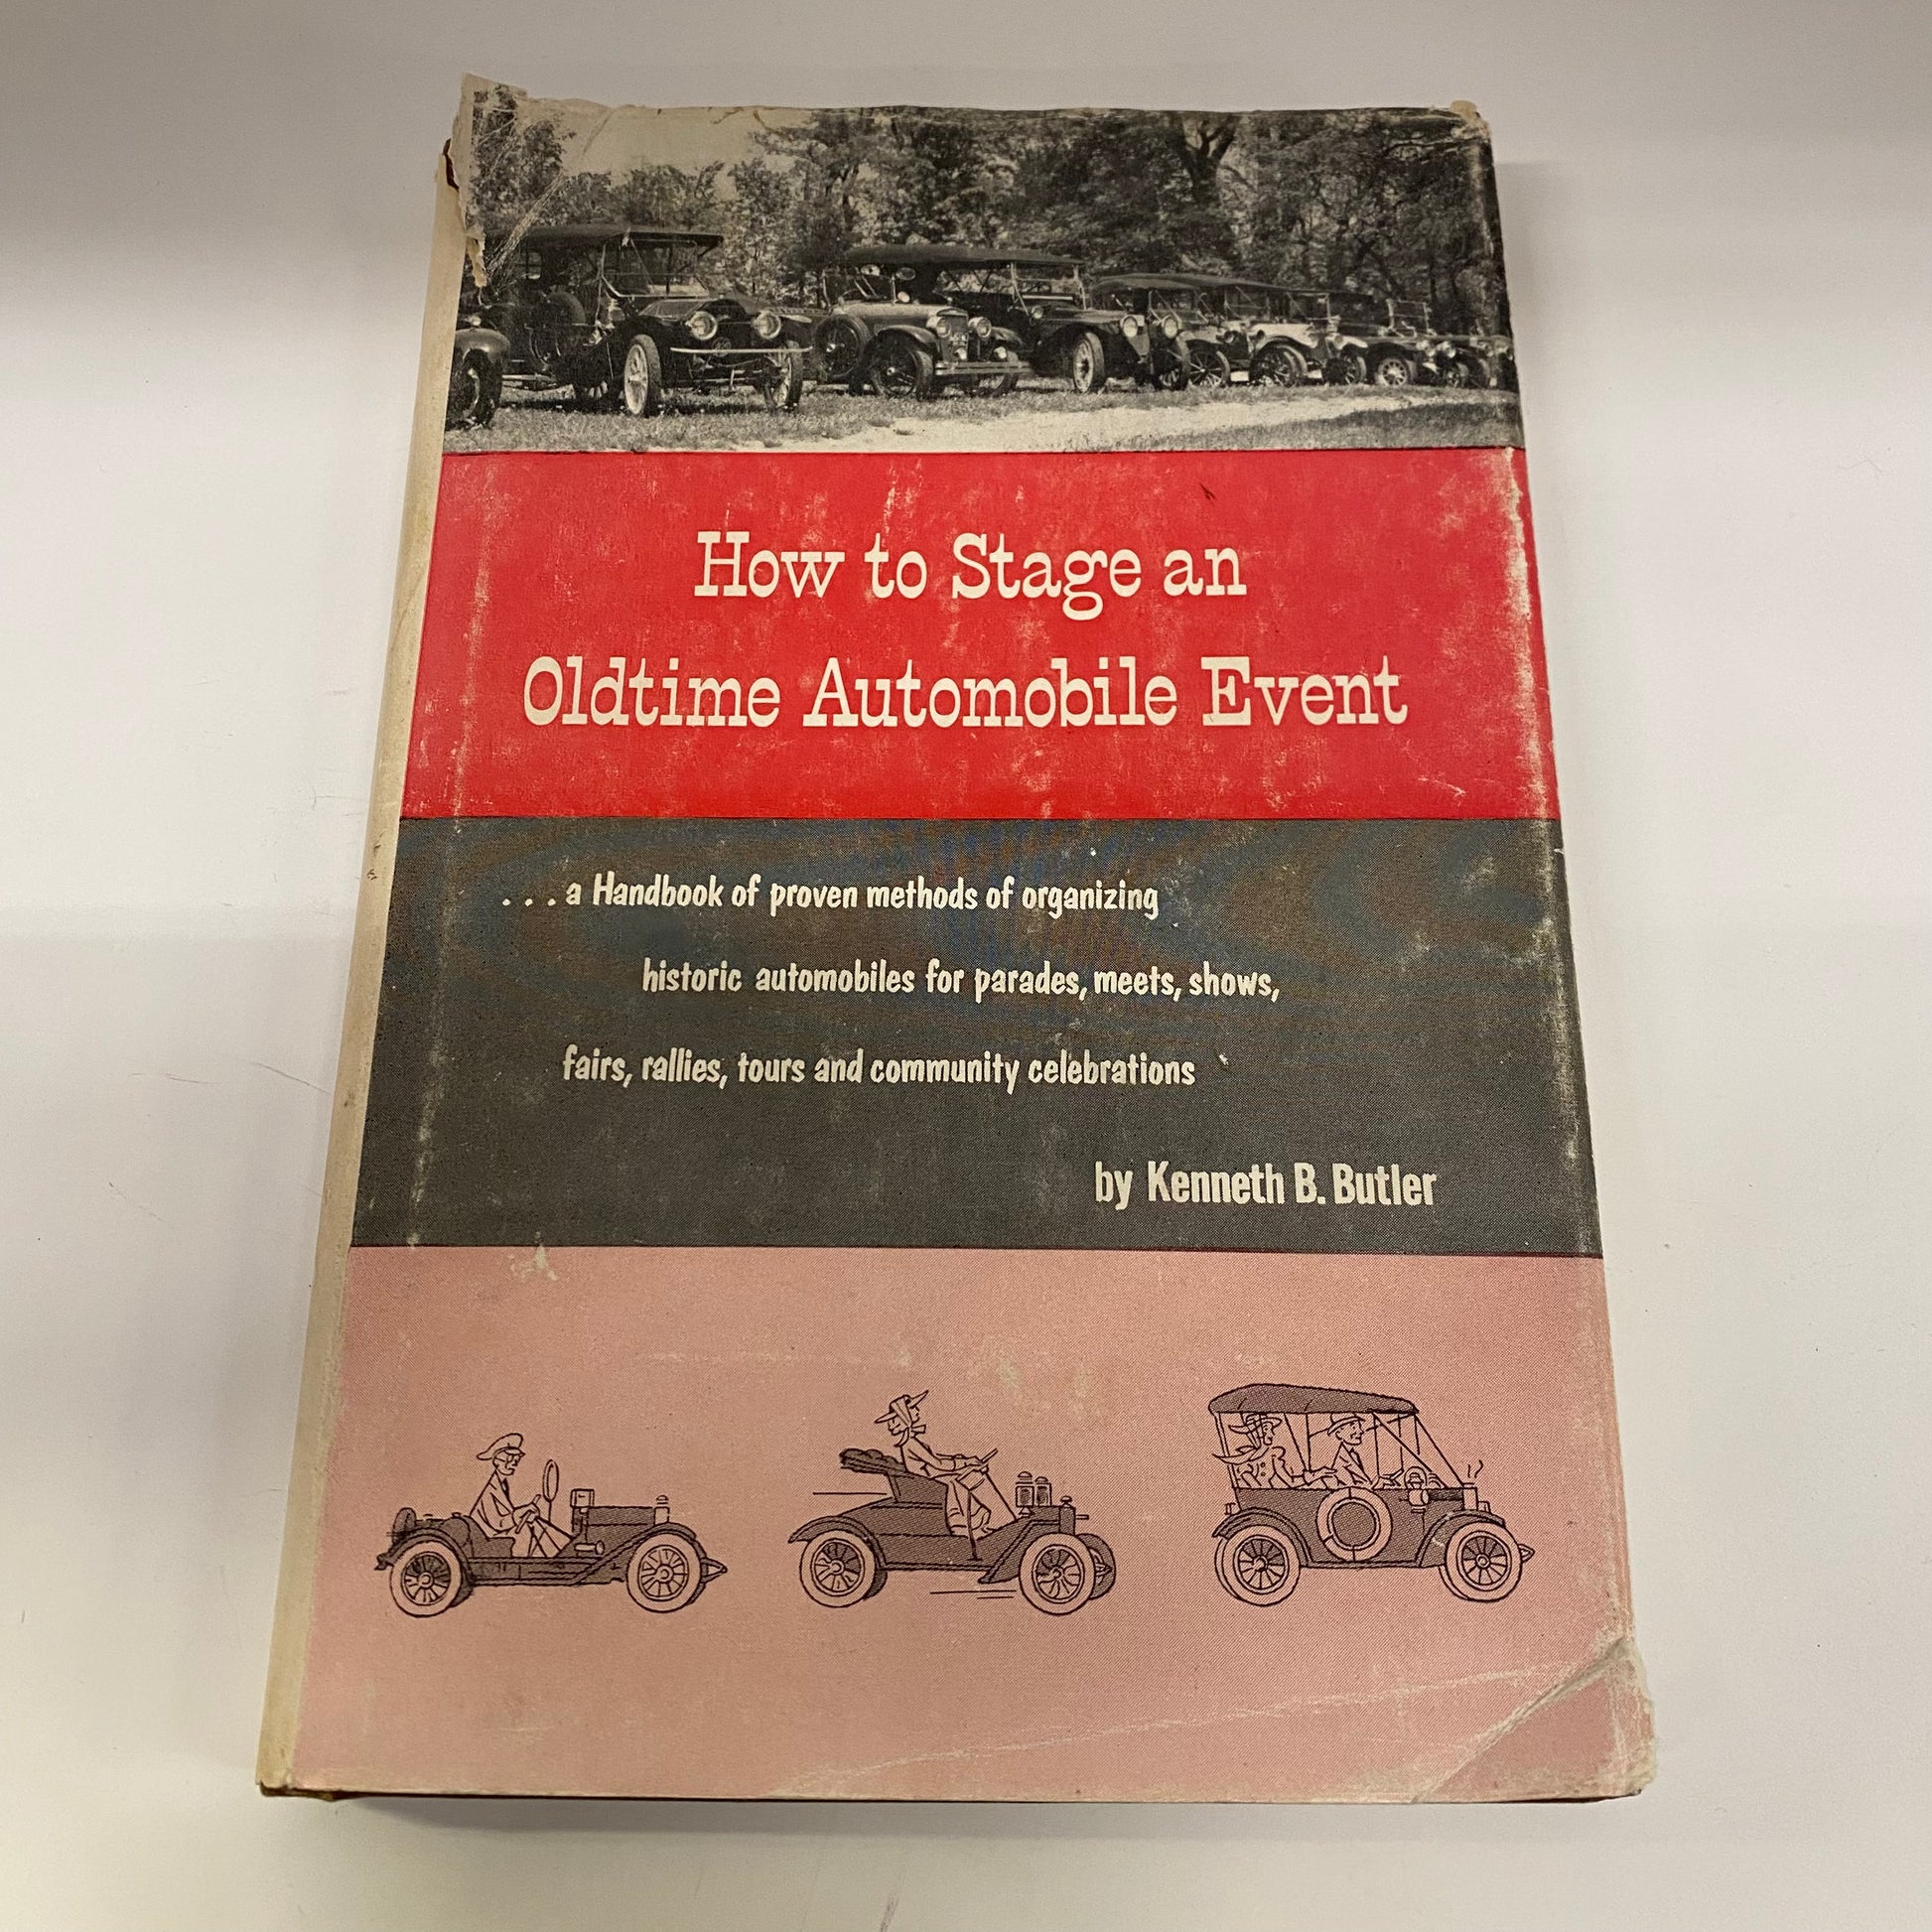 How to Stage an
Oldtime Automobile Event
...a Handbook of proven methods of organizing
historic automobiles for parades, meets, shows,
fairs, rallies, tours and community celebrations
by Kenneth B. Butler